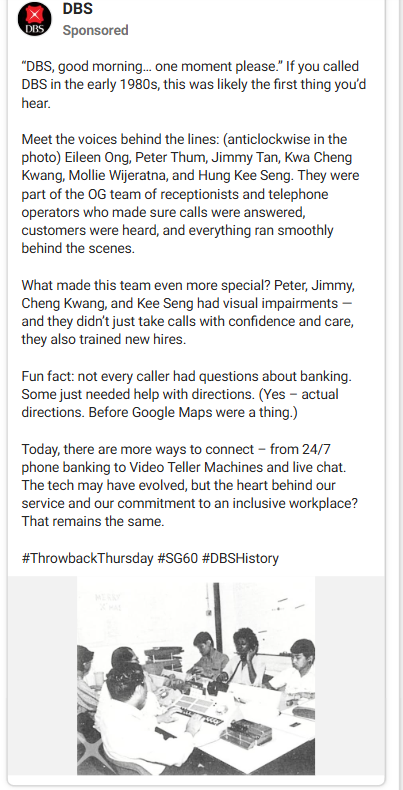 DBS
DBS
Sponsored
“DBS, good morning... one moment please.” If you called
DBS in the early 1980s, this was likely the first thing you’d
hear.
Meet the voices behind the lines: (anticlockwise in the
photo) Eileen Ong, Peter Thum, Jimmy Tan, Kwa Cheng
Kwang, Mollie Wijeratna, and Hung Kee Seng. They were
part of the OG team of receptionists and telephone
operators who made sure calls were answered,
customers were heard, and everything ran smoothly
behind the scenes.
What made this team even more special? Peter, Jimmy,
Cheng Kwang, and Kee Seng had visual impairments —
and they didn’t just take calls with confidence and care,
they also trained new hires.
Fun fact: not every caller had questions about banking.
Some just needed help with directions. (Yes – actual
directions. Before Google Maps were a thing.)
Today, there are more ways to connect – from 24/7
phone banking to Video Teller Machines and live chat.
The tech may have evolved, but the heart behind our
service and our commitment to an inclusive workplace?
That remains the same.
#ThrowbackThursday #SG60 #DBSHistory